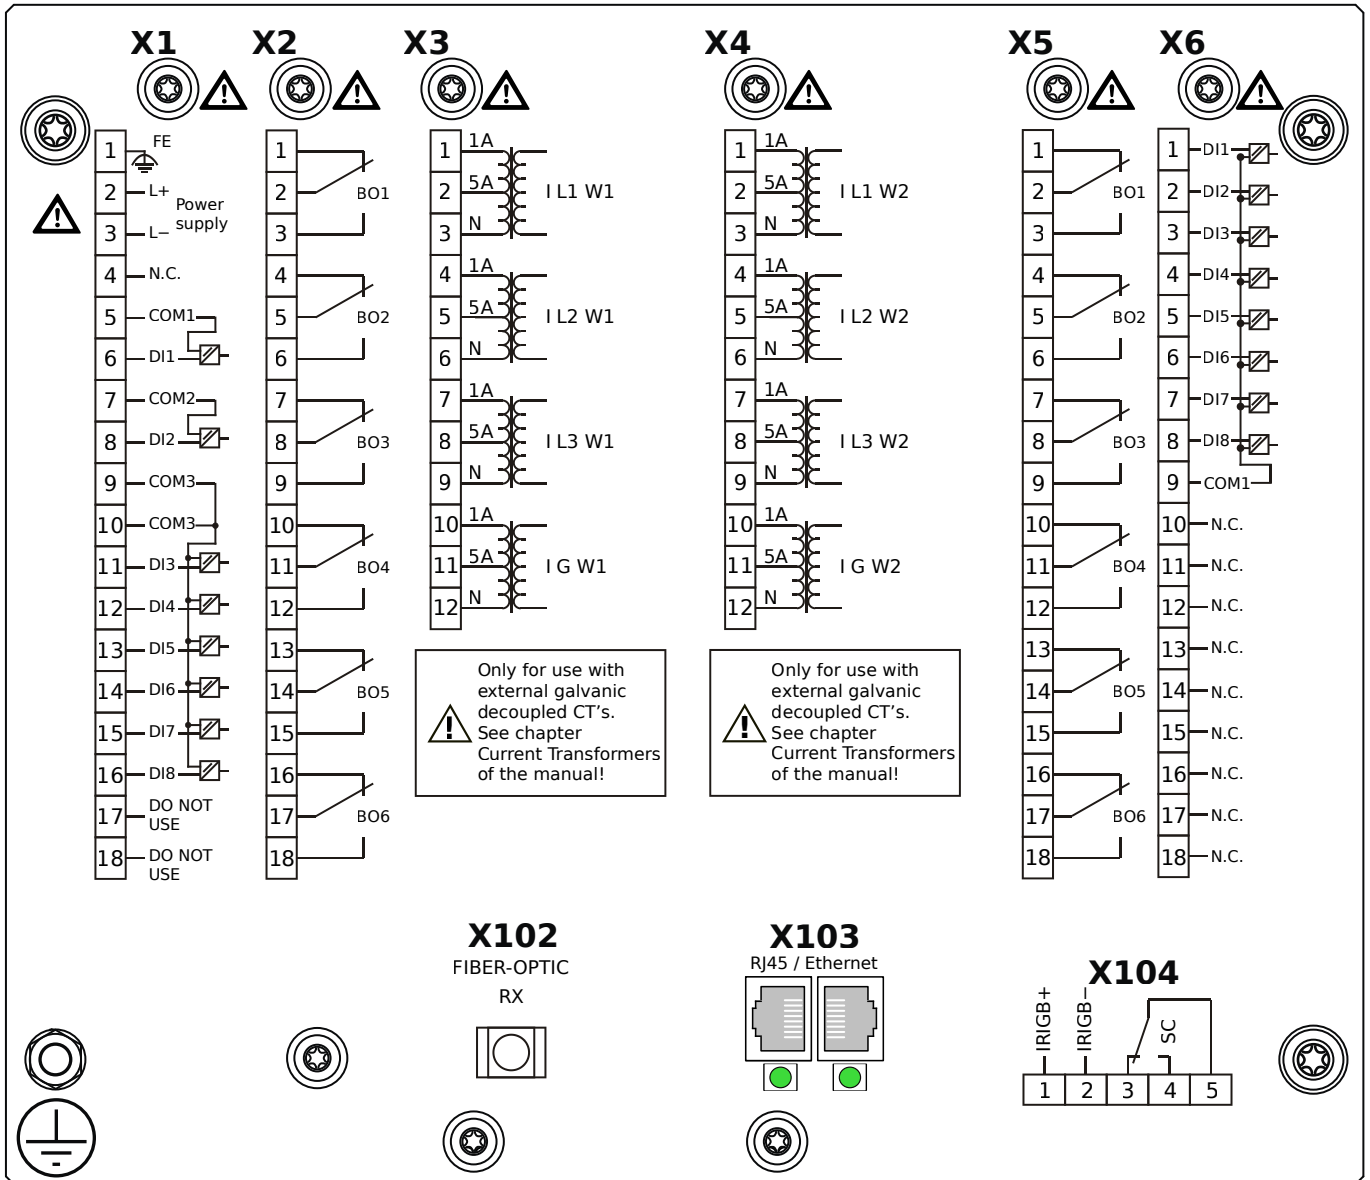 X1
1 FE
2 L+
Power
supply
3 L−
4 N.C.
5 COM1
6 DI1
7 COM2
8 DI2
9 COM3
10 COM3
11 DI3
12 DI4
13 DI5
14 DI6
15 DI7
16 DI8
17 DO NOT
USE
18 DO NOT
USE
X2
1
2 BO1
3
4
5 BO2
6
7
8 BO3
9
10
11 BO4
12
13
14 BO5
15
16
17 BO6
18
X3
1 1A
2 5A I L1 W1
3 N
4 1A
5 5A I L2 W1
6 N
7 1A
8 5A I L3 W1
9 N
10 1A
11 5A I G W1
12 N
Only for use with
external galvanic
decoupled CT's.
See chapter
Current Transformers
of the manual!
X4
1 1A
2 5A I L1 W2
3 N
4 1A
5 5A I L2 W2
6 N
7 1A
8 5A I L3 W2
9 N
10 1A
11 5A I G W2
12 N
Only for use with
external galvanic
decoupled CT's.
See chapter
Current Transformers
of the manual!
X5
1
2 BO1
3
4
5 BO2
6
7
8 BO3
9
10
11 BO4
12
13
14 BO5
15
16
17 BO6
18
X6
1 DI1
2 DI2
3 DI3
4 DI4
5 DI5
6 DI6
7 DI7
8 DI8
9 COM1
10 N.C.
11 N.C.
12 N.C.
13 N.C.
14 N.C.
15 N.C.
16 N.C.
17 N.C.
18 N.C.
X102
FIBER-OPTIC
RX
X103
RJ45 / Ethernet
X104
IRIGB+
IRIGB−
SC
1 2 3 4 5